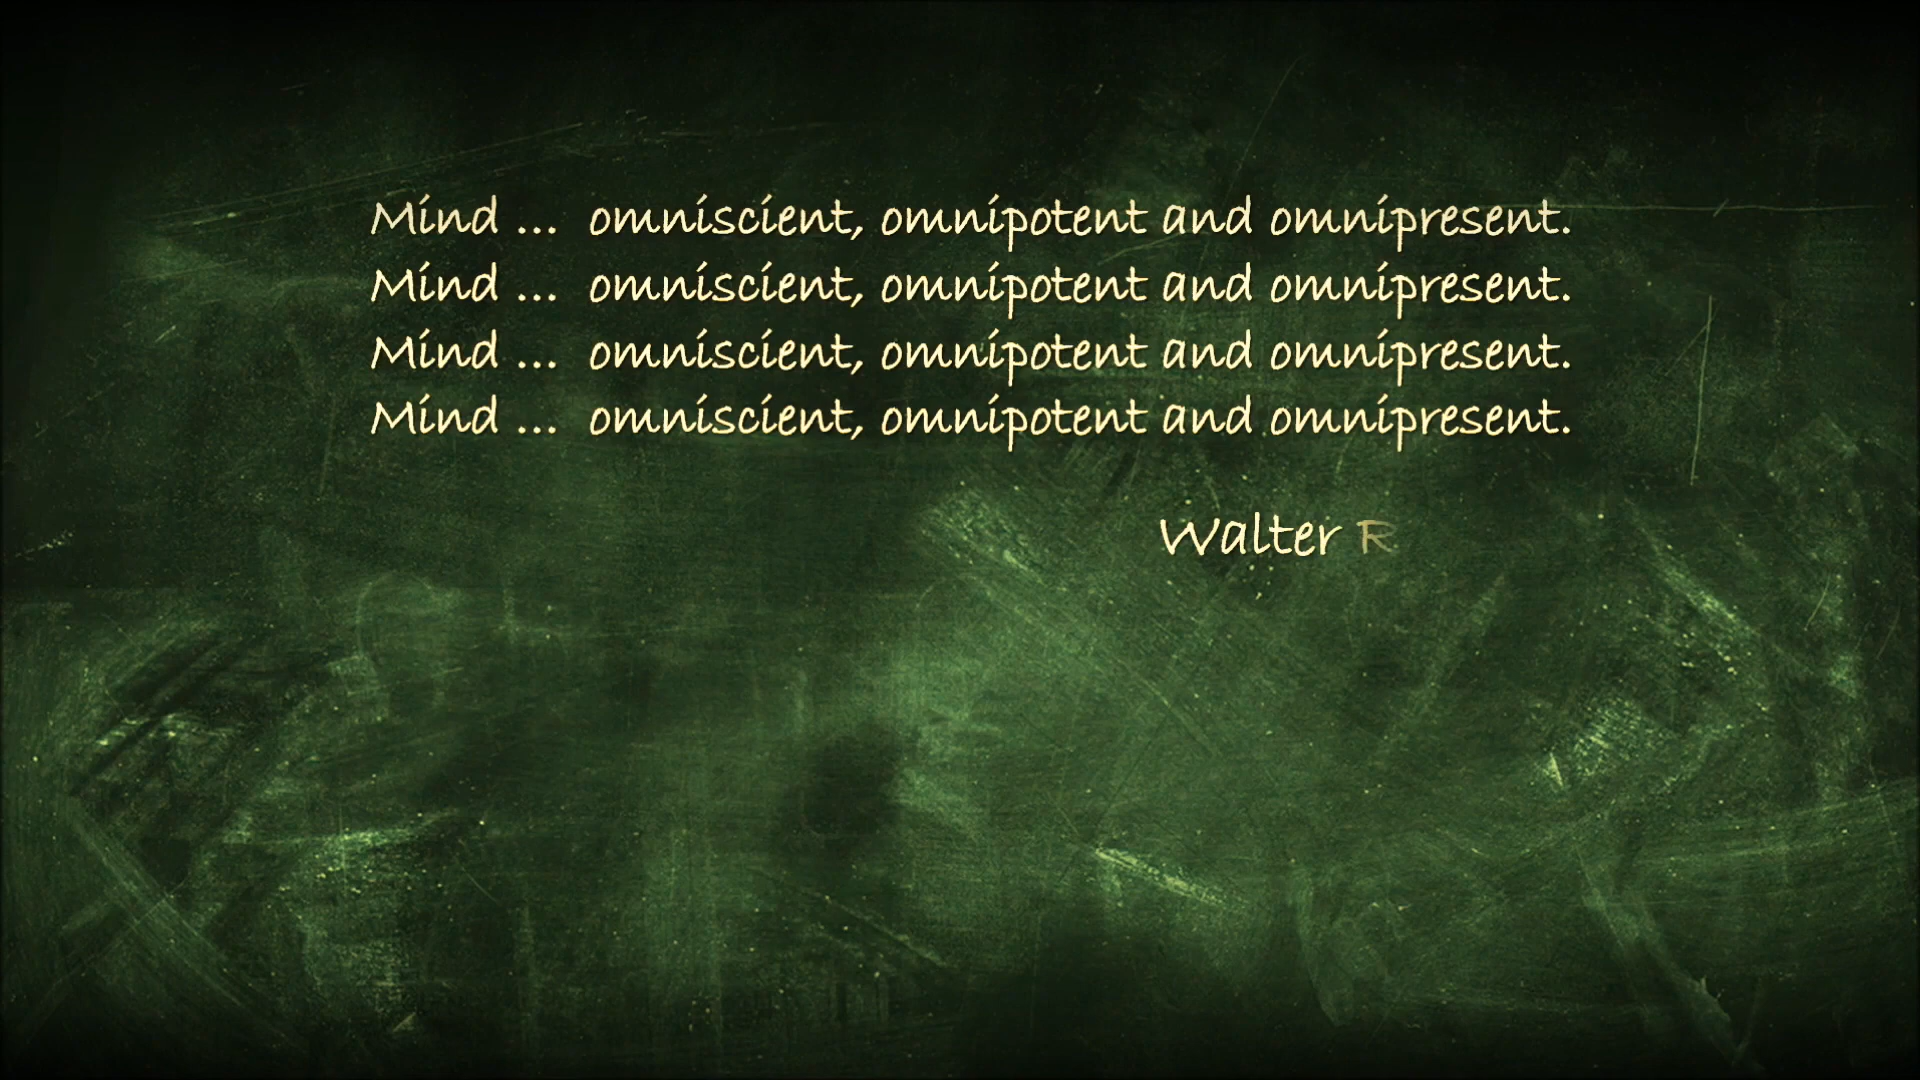 Mind ... omniscient, omnipotent and omnipresent.
Mind ... omniscient, omnipotent and omnipresent.
Mind ... omniscient, omnipotent and omnipresent.
Mind ... omniscient, omnipotent and omnipresent.
Walter R